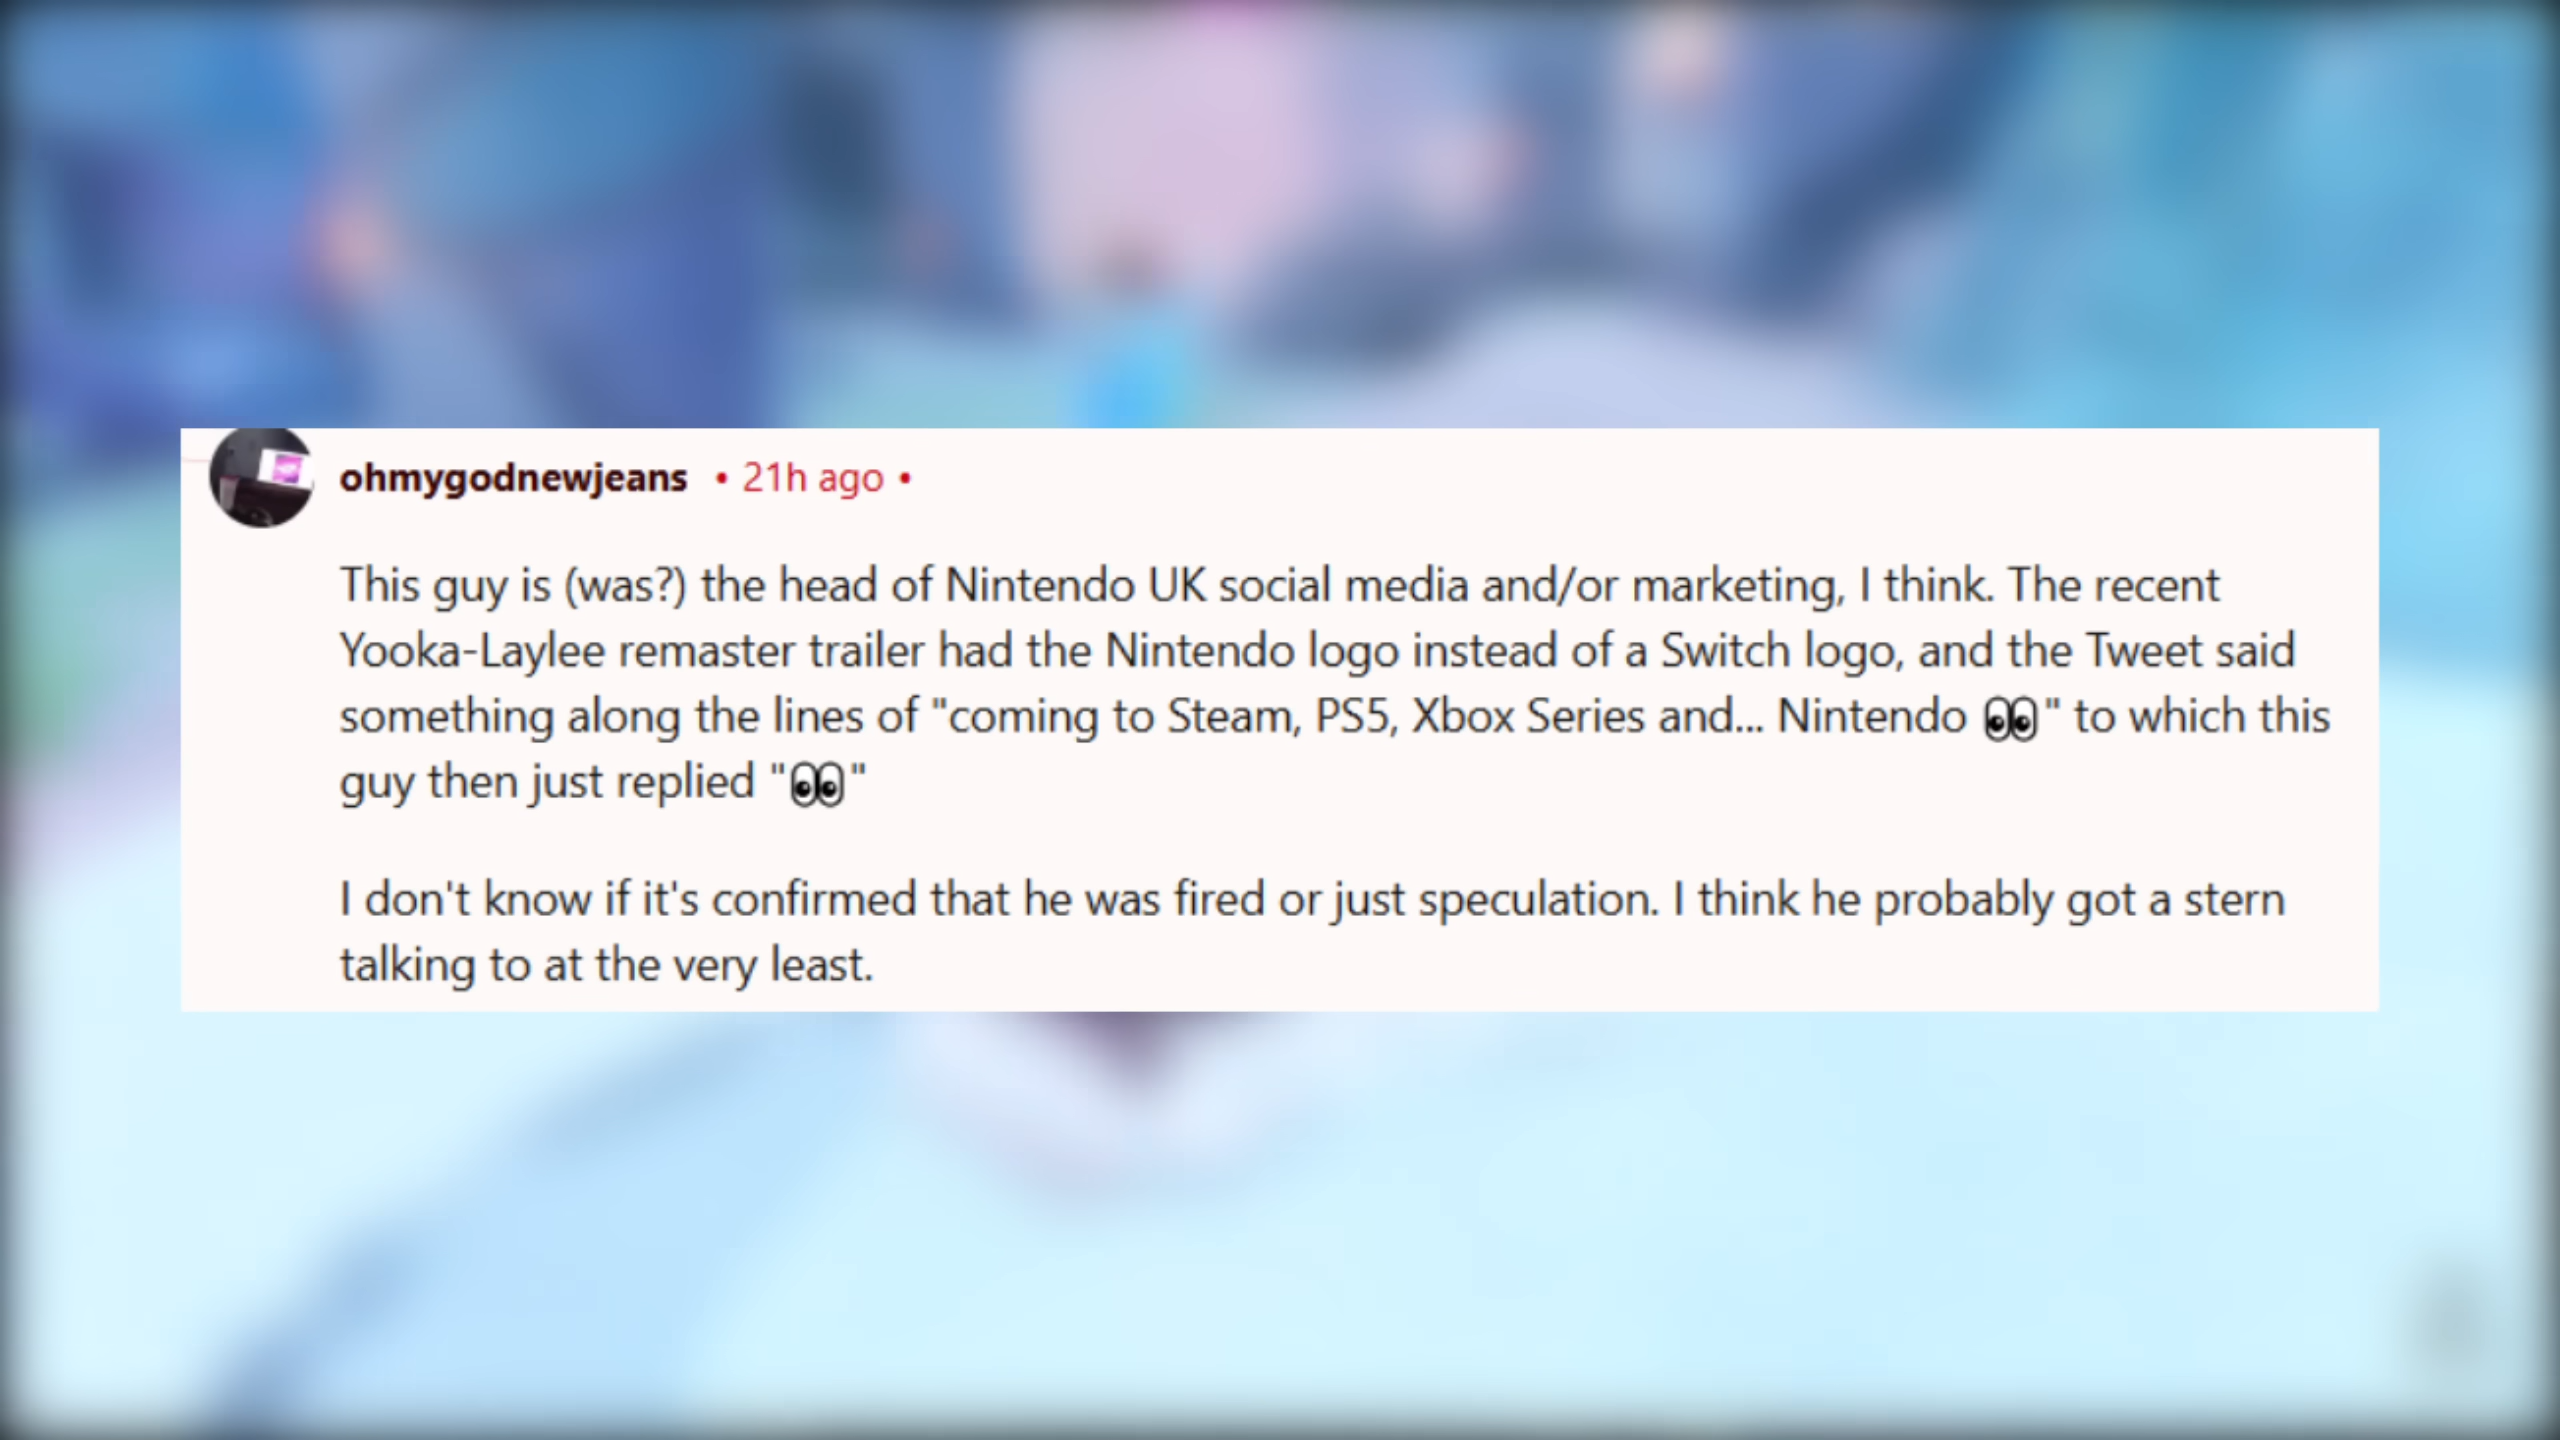 ohmygodnewjeans • 21h ago •
This guy is (was?) the head of Nintendo UK social media and/or marketing, I think. The recent
Yooka-Laylee remaster trailer had the Nintendo logo instead of a Switch logo, and the Tweet said
something along the lines of "coming to Steam, PS5, Xbox Series and... Nintendo 👀" to which this
guy then just replied "👀"
I don't know if it's confirmed that he was fired or just speculation. I think he probably got a stern
talking to at the very least.